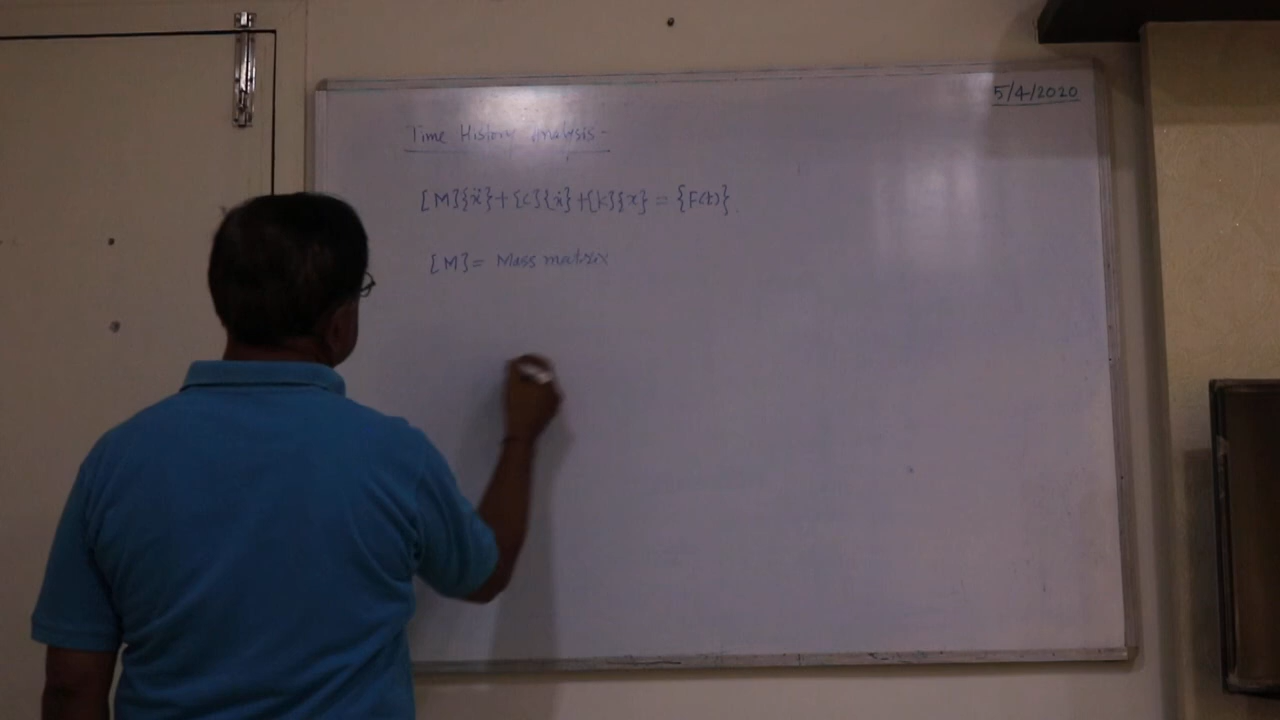 5/4/2020
Time History Analysis -
[M]{ẍ}+[C]{ẋ}+[K]{x} = {F(t)}
[M] = Mass matrix